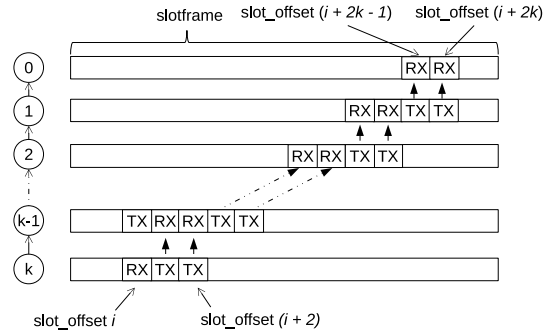 slotframe
slot_offset (i + 2k - 1)
slot_offset (i + 2k)
0
RX RX
1
RX RX TX TX
2
RX RX TX TX
k-1
TX RX RX TX TX
k
RX TX TX
slot_offset i
slot_offset (i + 2)